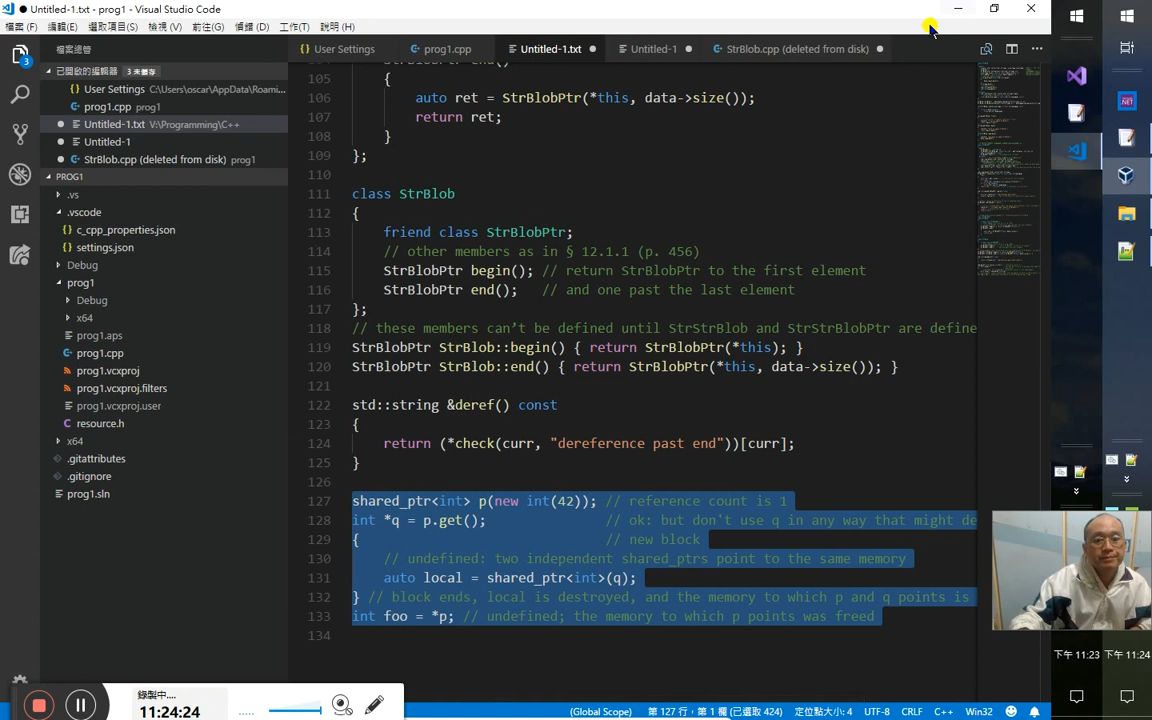 ● Untitled-1.txt - prog1 - Visual Studio Code
檔案 (F) 編輯(E) 選取項目(S) 檢視 (V) 前往(G) 偵錯 (D) 工作(T) 說明 (H)
檔案總管
User Settings
prog1.cpp
Untitled-1.txt ●
Untitled-1 ●
StrBlob.cpp (deleted from disk) ●
3
已開啟的編輯器 3 未儲存
User Settings C:\Users\oscar\AppData\Roami...
prog1.cpp prog1
● Untitled-1.txt V:\Programming\C++
● Untitled-1
● StrBlob.cpp (deleted from disk) prog1
PROG1
.vs
.vscode
c_cpp_properties.json
settings.json
Debug
prog1
Debug
x64
prog1.aps
prog1.cpp
prog1.vcxproj
prog1.vcxproj.filters
prog1.vcxproj.user
resource.h
x64
.gitattributes
.gitignore
prog1.sln
105 {
106 auto ret = StrBlobPtr(*this, data->size());
107 return ret;
108 }
109 };
110
111 class StrBlob
112 {
113 friend class StrBlobPtr;
114 // other members as in § 12.1.1 (p. 456)
115 StrBlobPtr begin(); // return StrBlobPtr to the first element
116 StrBlobPtr end(); // and one past the last element
117 };
118 // these members can’t be defined until StrStrBlob and StrStrBlobPtr are define
119 StrBlobPtr StrBlob::begin() { return StrBlobPtr(*this); }
120 StrBlobPtr StrBlob::end() { return StrBlobPtr(*this, data->size()); }
121
122 std::string &deref() const
123 {
124 return (*check(curr, "dereference past end"))[curr];
125 }
126
127 shared_ptr<int> p(new int(42)); // reference count is 1
128 int *q = p.get(); // ok: but don't use q in any way that might de
129 { // new block
130 // undefined: two independent shared_ptrs point to the same memory
131 auto local = shared_ptr<int>(q);
132 } // block ends, local is destroyed, and the memory to which p and q points is
133 int foo = *p; // undefined; the memory to which p points was freed
134
錄製中....
11:24:24
(Global Scope) 第 127 行，第 1 欄 (已選取 424) 定位點大小: 4 UTF-8 CRLF C++ Win32
下午 11:23 下午 11:24